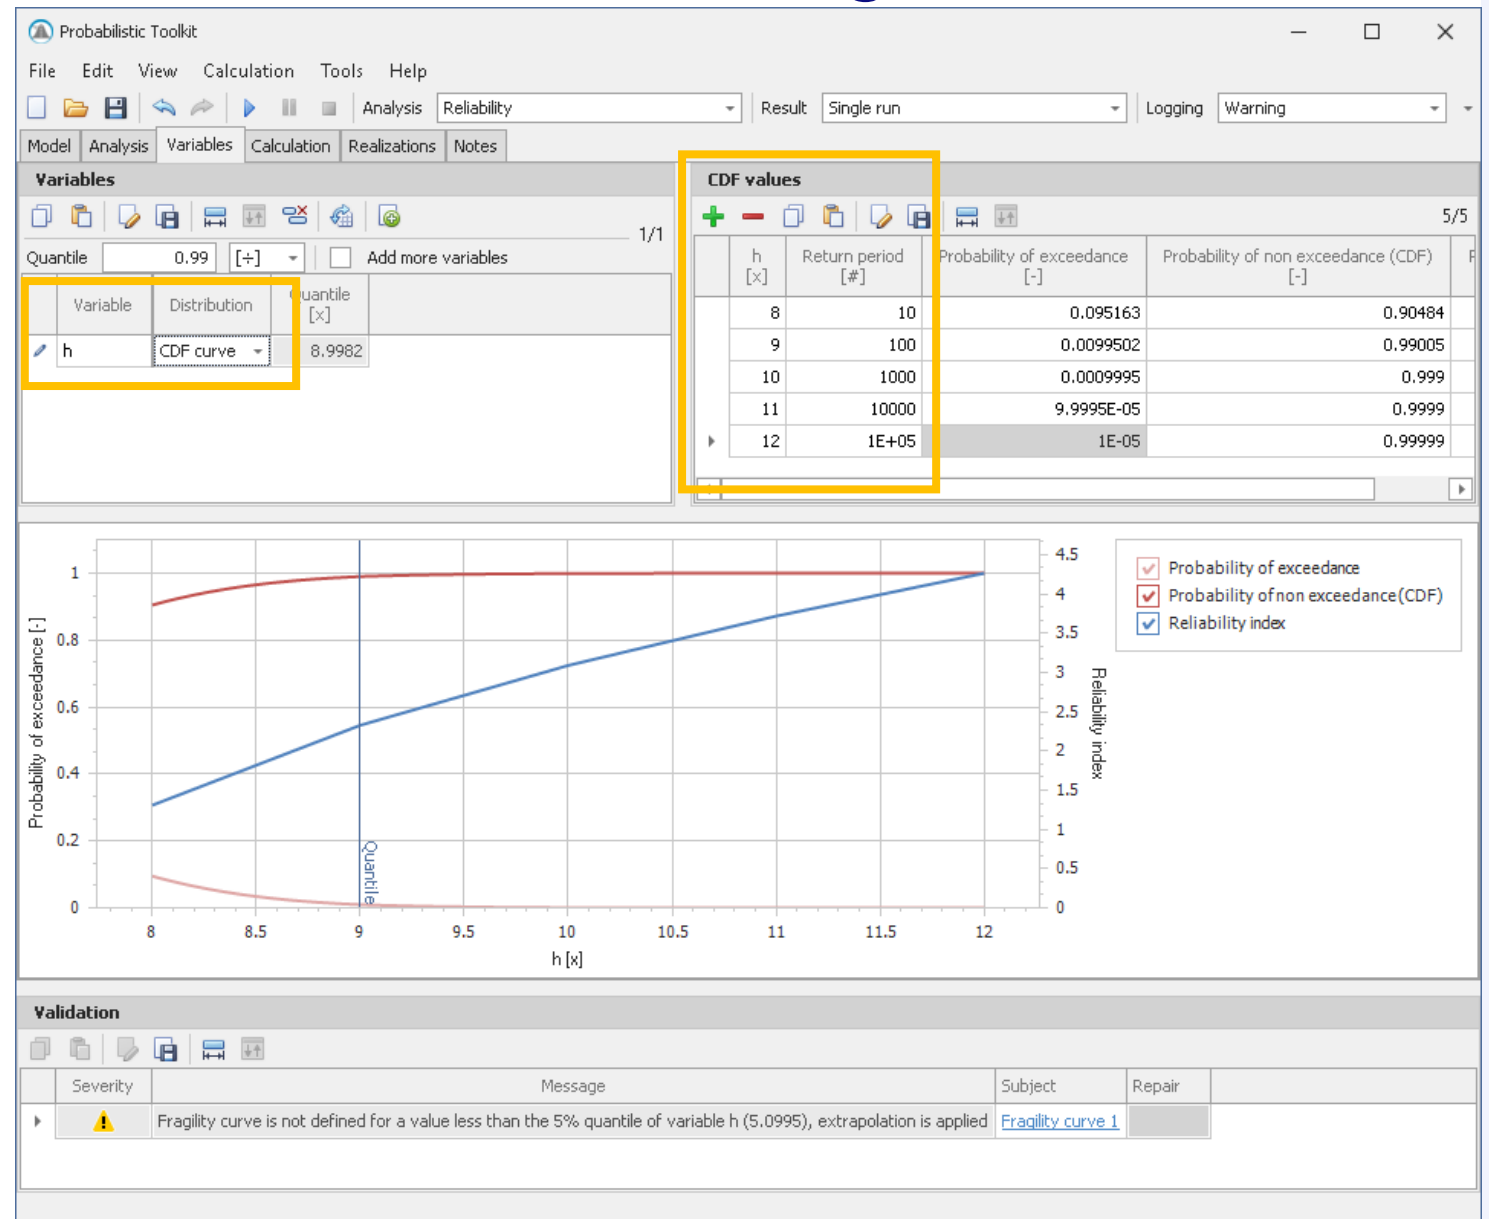 Probabilistic Toolkit
File Edit View Calculation Tools Help
Analysis Reliability Result Single run Logging Warning
Model Analysis Variables Calculation Realizations Notes
Variables
1/1
Quantile 0.99 [÷] Add more variables
Variable Distribution Quantile [x]
h CDF curve 8.9982
CDF values
5/5
h [x] Return period [#] Probability of exceedance [-] Probability of non exceedance (CDF) [-]
8 10 0.095163 0.90484
9 100 0.0099502 0.99005
10 1000 0.0009995 0.999
11 10000 9.9995E-05 0.9999
12 1E+05 1E-05 0.99999
Probability of exceedance [-]
1
0.8
0.6
0.4
0.2
0
Quantile
8 8.5 9 9.5 10 10.5 11 11.5 12
h [x]
4.5
4
3.5
3
2.5
2
1.5
1
0.5
0
Reliability index
Probability of exceedance
Probability of non exceedance (CDF)
Reliability index
Validation
Severity Message Subject Repair
Fragility curve is not defined for a value less than the 5% quantile of variable h (5.0995), extrapolation is applied Fragility curve 1